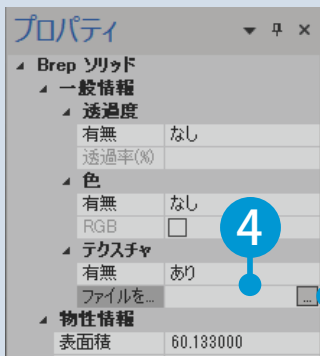 プロパティ
Brep ソリッド
一般情報
透過度
有無 なし
透過率(%)
色
有無 なし
RGB
4
テクスチャ
有無 あり
ファイルを... ...
物性情報
表面積 60.133000